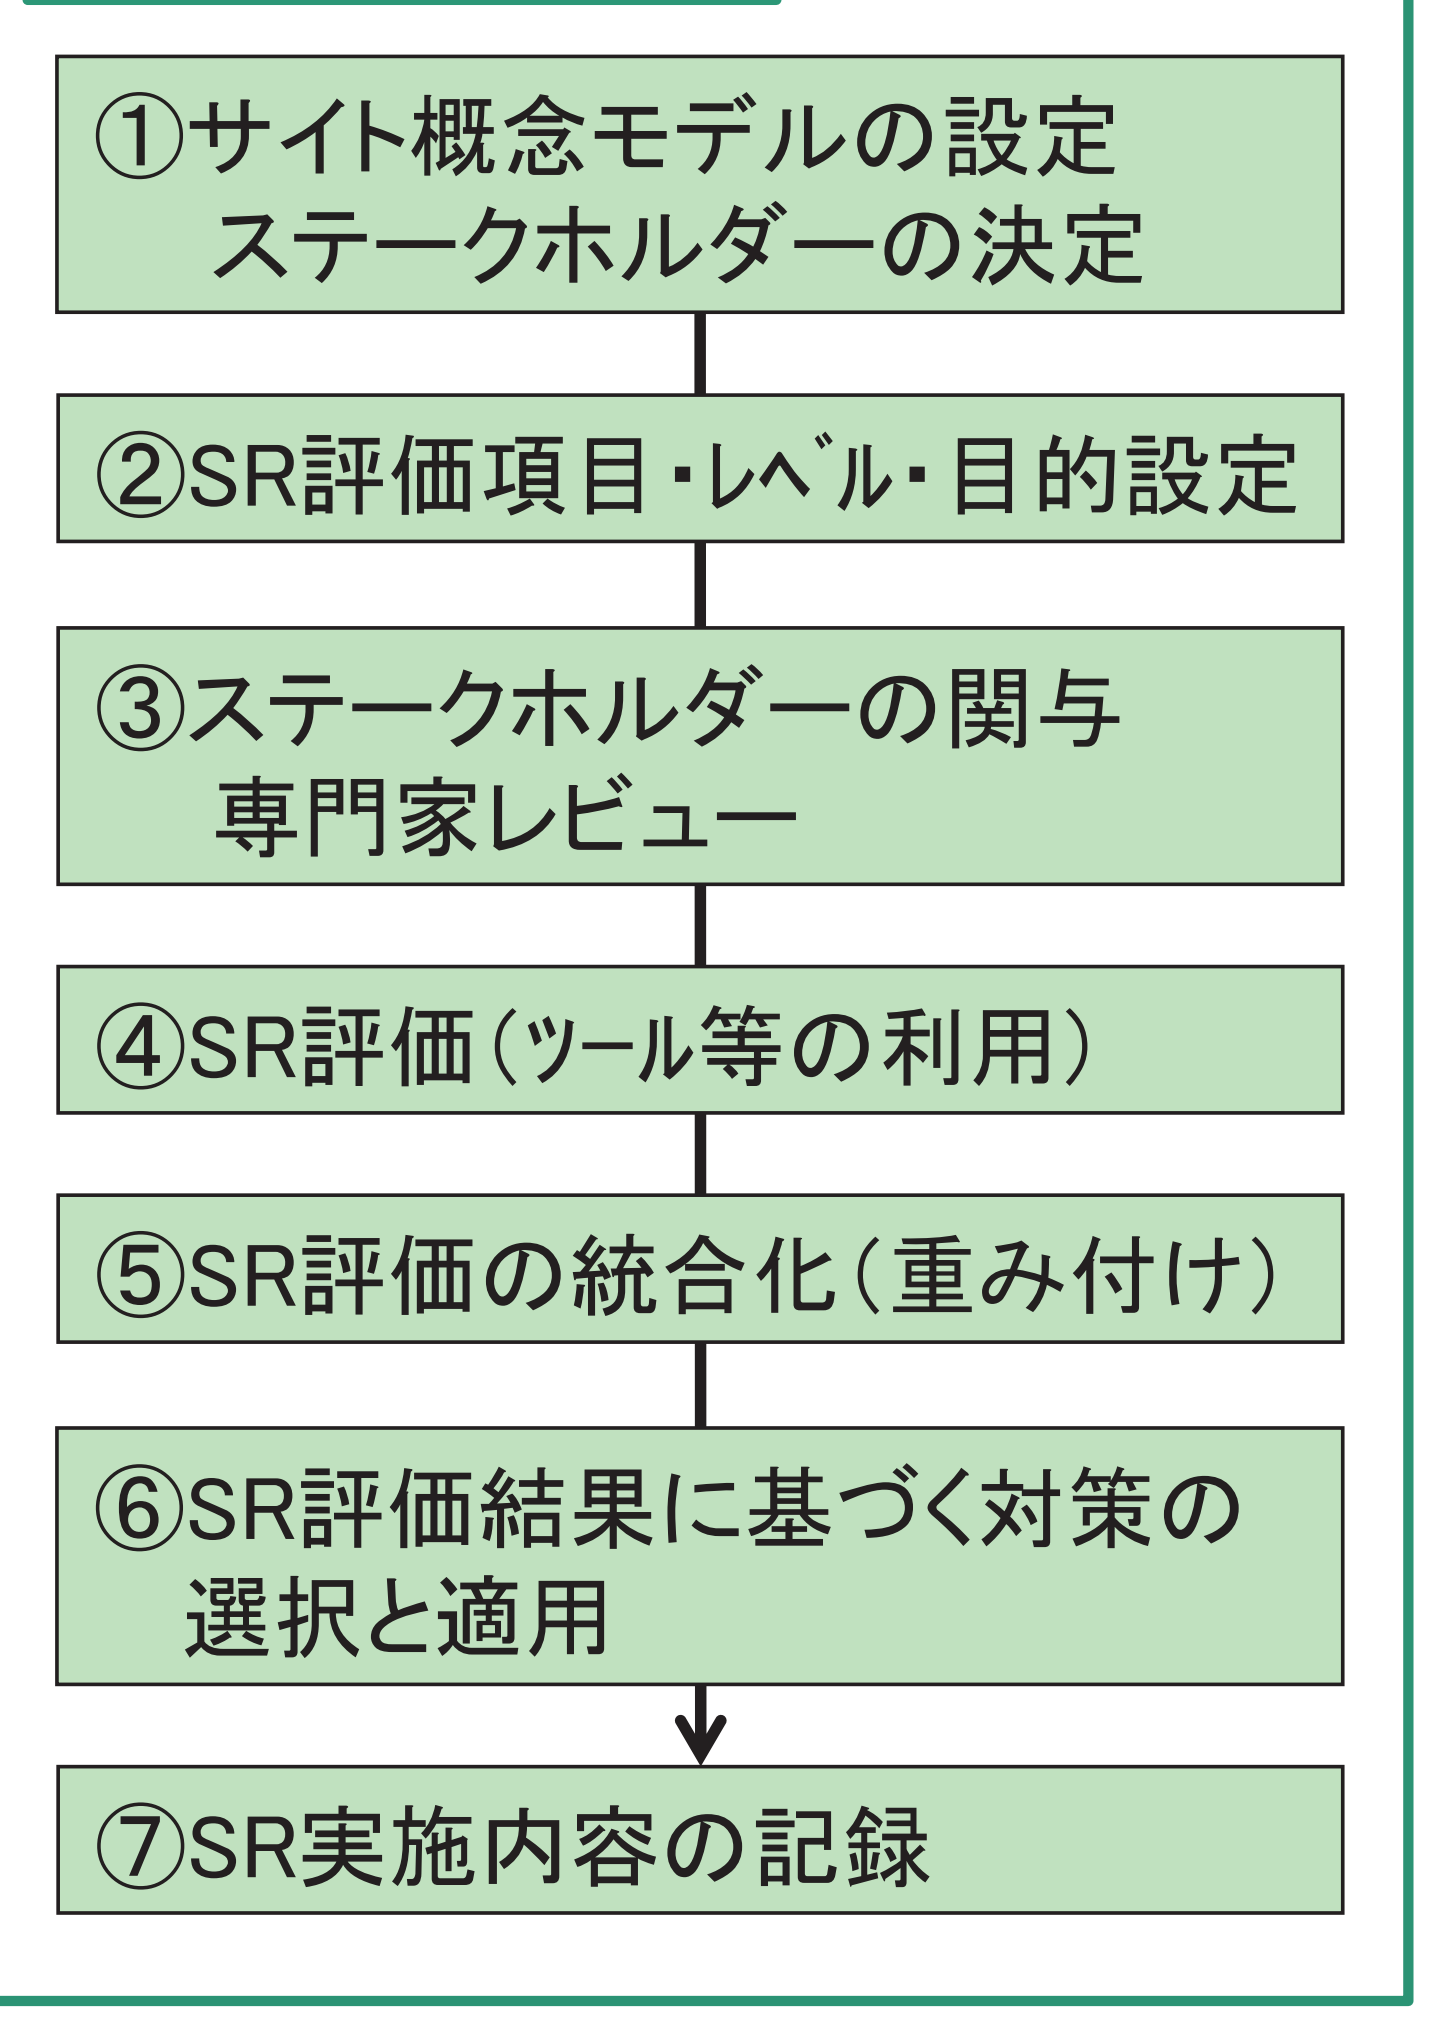 ①サイト概念モデルの設定
ステークホルダーの決定
②SR評価項目・ﾚﾍﾞﾙ・目的設定
③ステークホルダーの関与
専門家レビュー
④SR評価（ﾂｰﾙ等の利用）
⑤SR評価の統合化（重み付け）
⑥SR評価結果に基づく対策の
選択と適用
⑦SR実施内容の記録